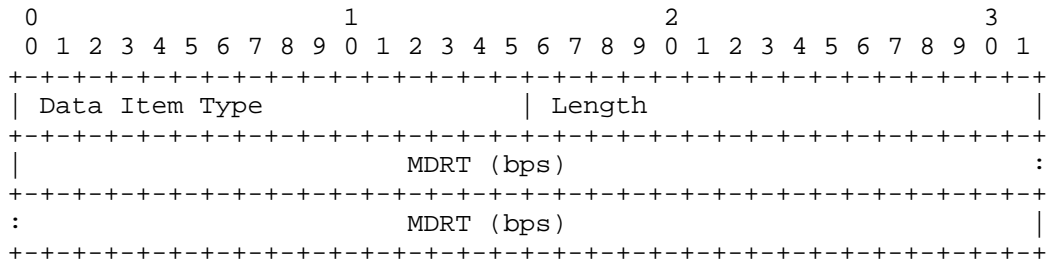 0                   1                   2                   3
 0 1 2 3 4 5 6 7 8 9 0 1 2 3 4 5 6 7 8 9 0 1 2 3 4 5 6 7 8 9 0 1
+-+-+-+-+-+-+-+-+-+-+-+-+-+-+-+-+-+-+-+-+-+-+-+-+-+-+-+-+-+-+-+-+
| Data Item Type                | Length                        |
+-+-+-+-+-+-+-+-+-+-+-+-+-+-+-+-+-+-+-+-+-+-+-+-+-+-+-+-+-+-+-+-+
|                        MDRT (bps)                             :
+-+-+-+-+-+-+-+-+-+-+-+-+-+-+-+-+-+-+-+-+-+-+-+-+-+-+-+-+-+-+-+-+
:                        MDRT (bps)                             |
+-+-+-+-+-+-+-+-+-+-+-+-+-+-+-+-+-+-+-+-+-+-+-+-+-+-+-+-+-+-+-+-+